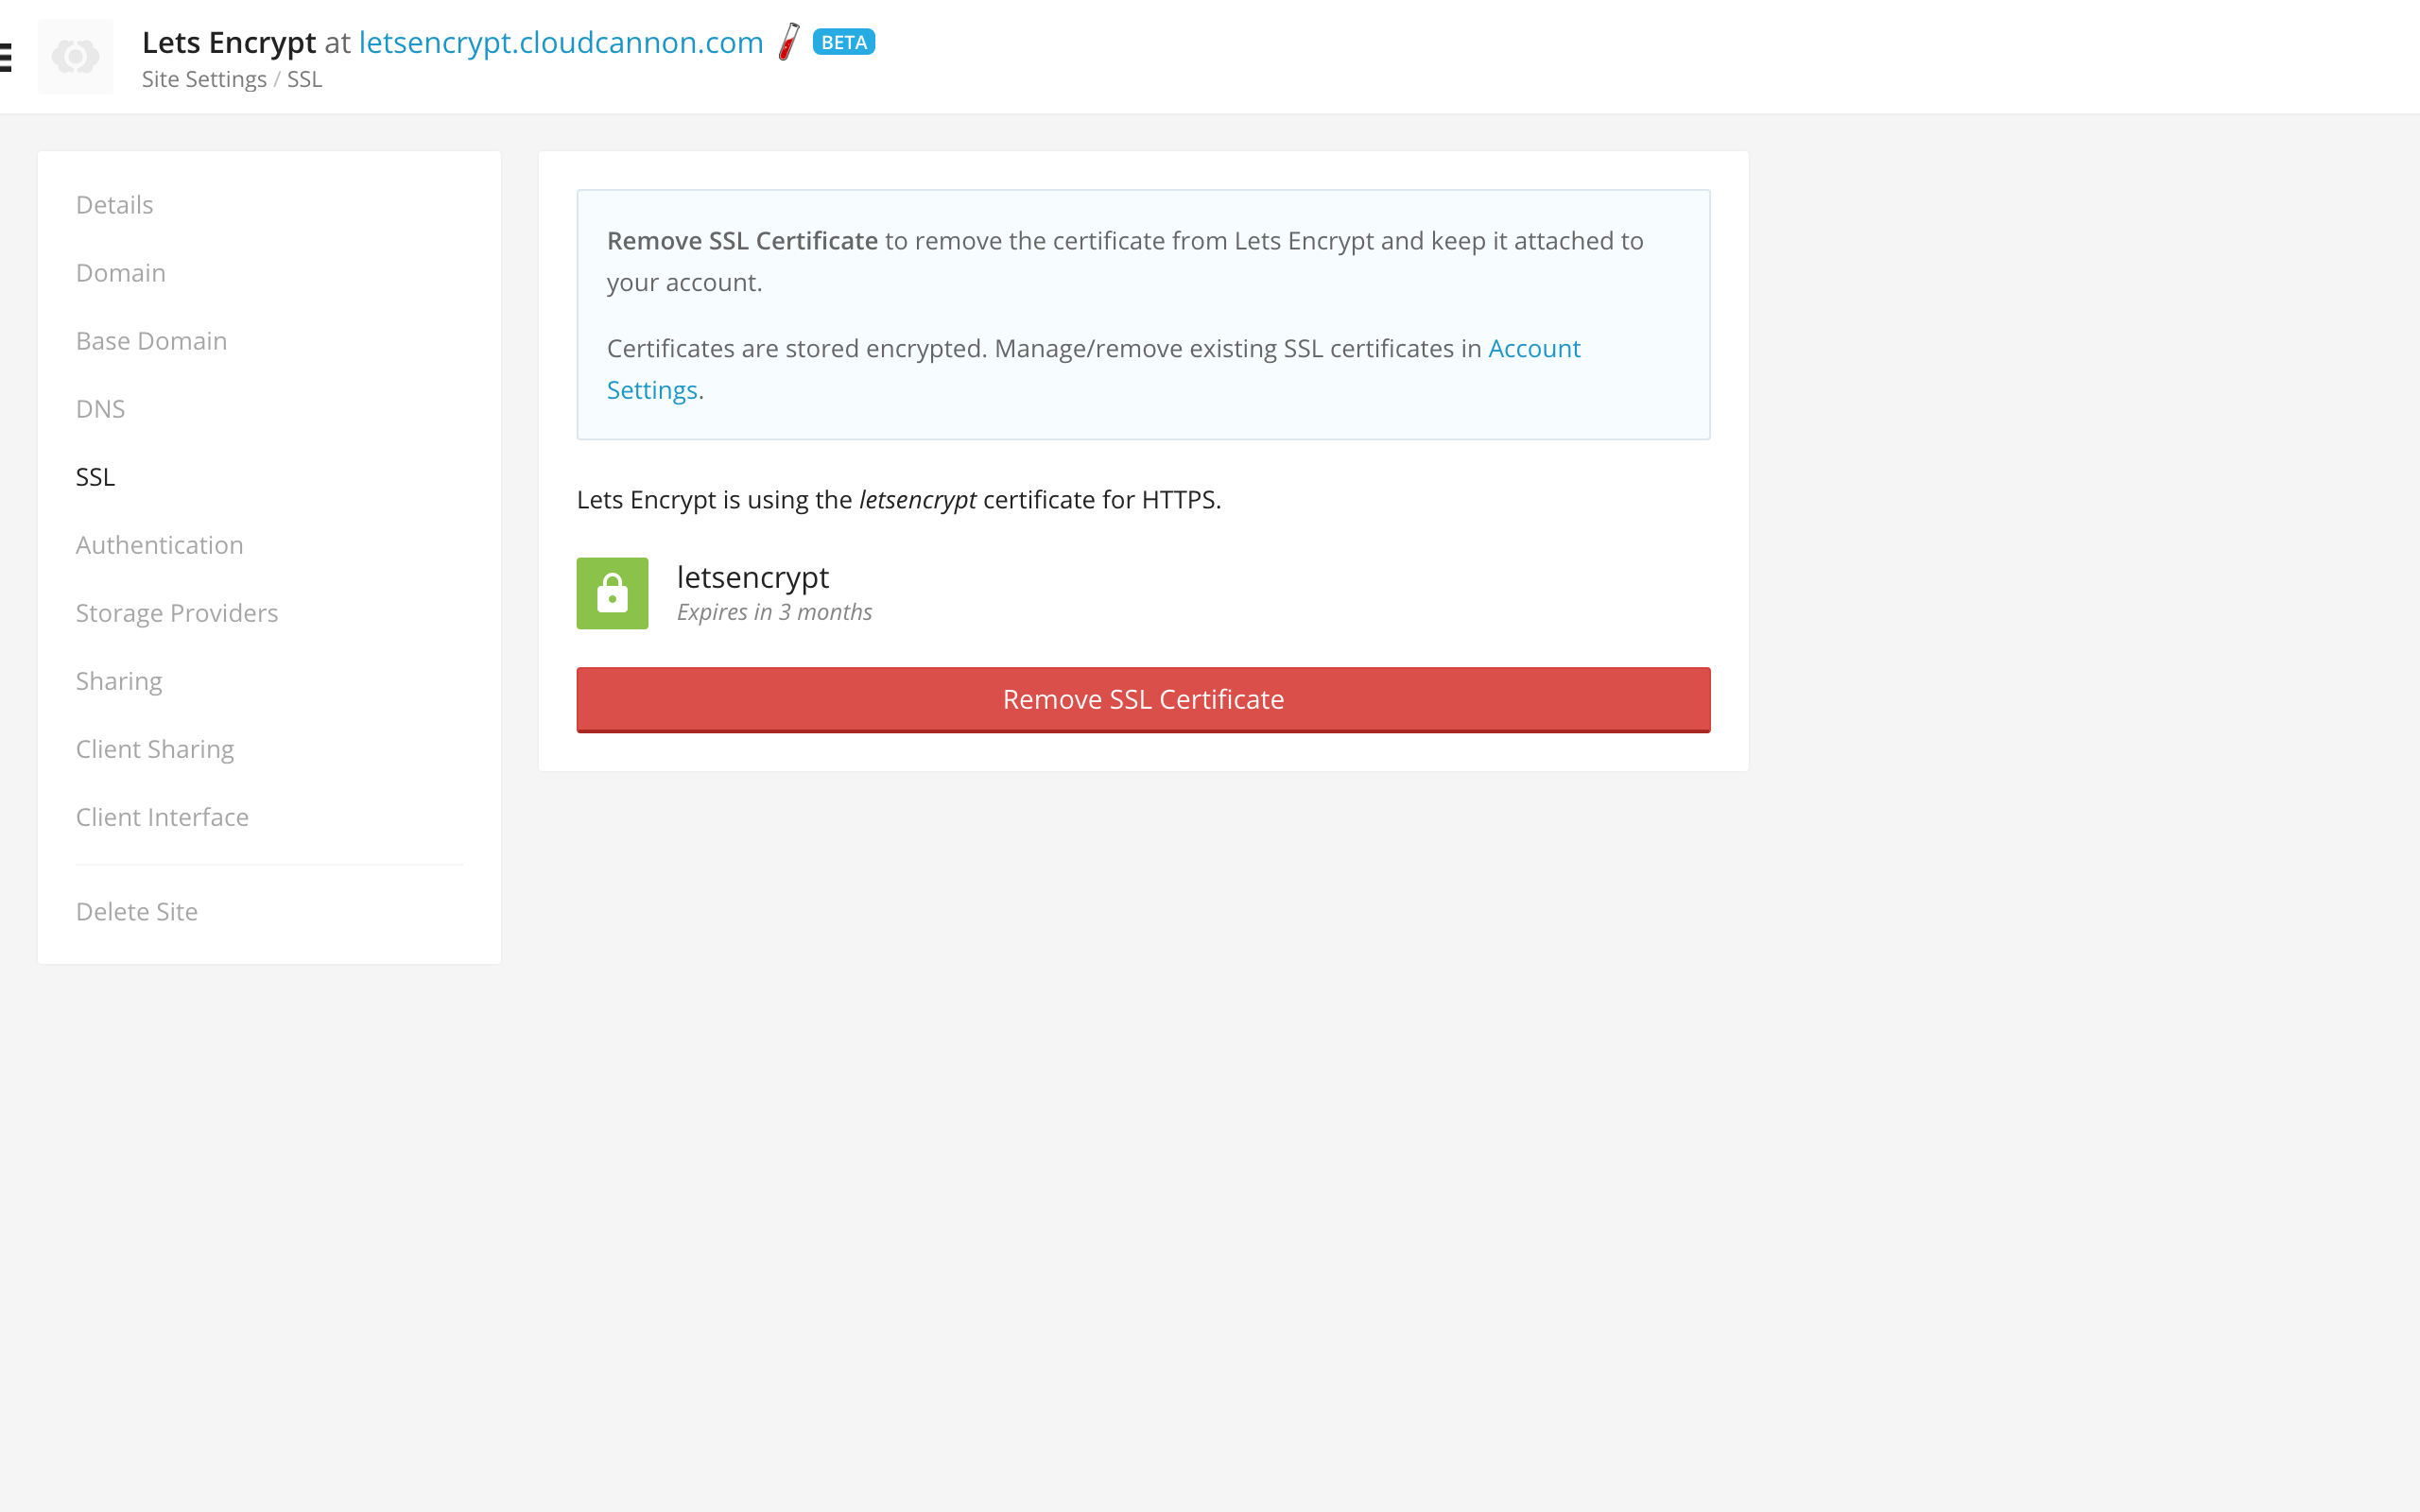 Lets Encrypt at letsencrypt.cloudcannon.com BETA
Site Settings / SSL
Details
Domain
Base Domain
DNS
SSL
Authentication
Storage Providers
Sharing
Client Sharing
Client Interface
Delete Site
Remove SSL Certificate to remove the certificate from Lets Encrypt and keep it attached to
your account.
Certificates are stored encrypted. Manage/remove existing SSL certificates in Account
Settings.
Lets Encrypt is using the letsencrypt certificate for HTTPS.
letsencrypt
Expires in 3 months
Remove SSL Certificate